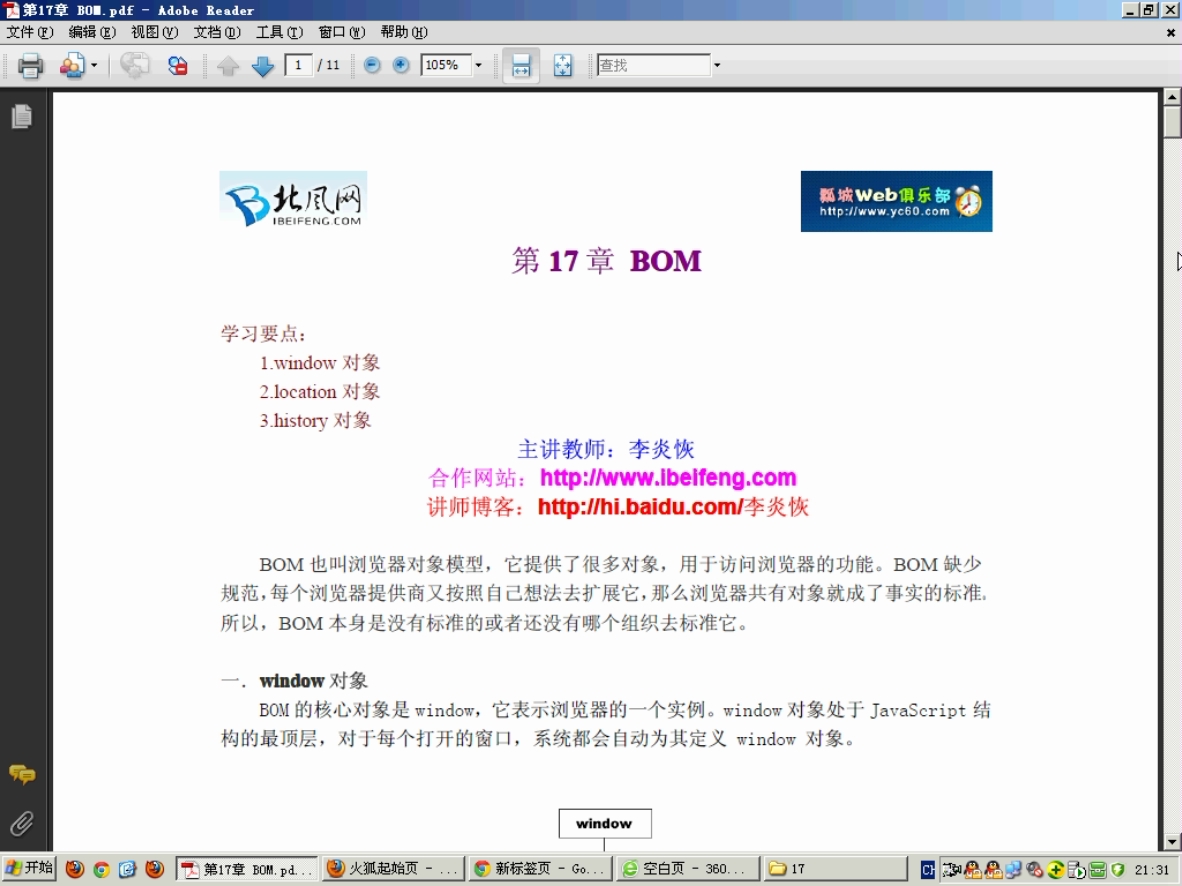 第17章 BOM.pdf - Adobe Reader
文件(F) 编辑(E) 视图(V) 文档(D) 工具(T) 窗口(W) 帮助(H)
1 / 11 105% 查找
北风网
IBEIFENG.COM
瓢城Web俱乐部
http://www.yc60.com
第 17 章 BOM
学习要点：
1.window 对象
2.location 对象
3.history 对象
主讲教师：李炎恢
合作网站：http://www.ibeifeng.com
讲师博客：http://hi.baidu.com/李炎恢
BOM 也叫浏览器对象模型，它提供了很多对象，用于访问浏览器的功能。BOM 缺少
规范，每个浏览器提供商又按照自己想法去扩展它，那么浏览器共有对象就成了事实的标准。
所以，BOM 本身是没有标准的或者还没有哪个组织去标准它。
一．window 对象
BOM 的核心对象是 window，它表示浏览器的一个实例。window 对象处于 JavaScript 结
构的最顶层，对于每个打开的窗口，系统都会自动为其定义 window 对象。
window
开始 第17章 BOM.pd... 火狐起始页 - ... 新标签页 - Go... 空白页 - 360... 17 CH 21:31